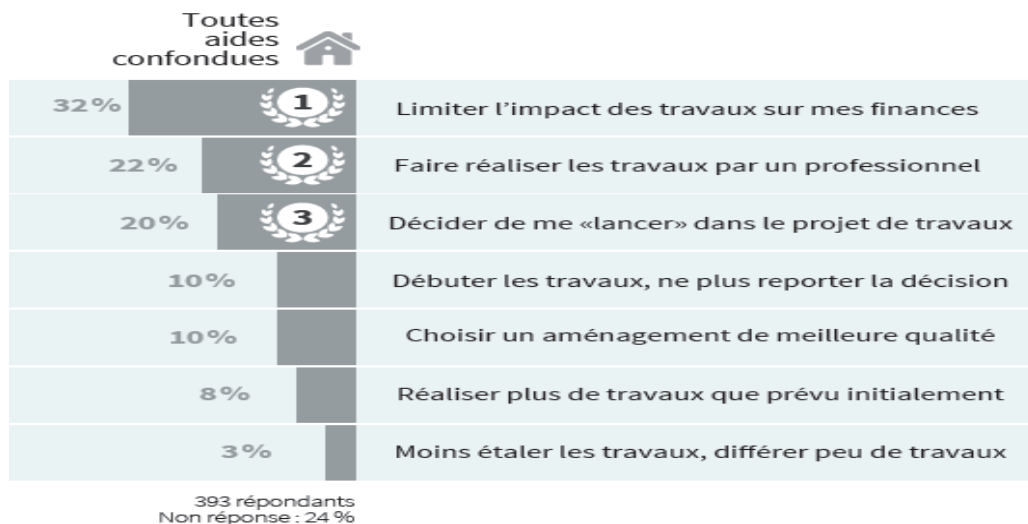 Toutes
aides
confondues
32% 1 Limiter l’impact des travaux sur mes finances
22% 2 Faire réaliser les travaux par un professionnel
20% 3 Décider de me «lancer» dans le projet de travaux
10% Débuter les travaux, ne plus reporter la décision
10% Choisir un aménagement de meilleure qualité
8% Réaliser plus de travaux que prévu initialement
3% Moins étaler les travaux, différer peu de travaux
393 répondants
Non réponse : 24%